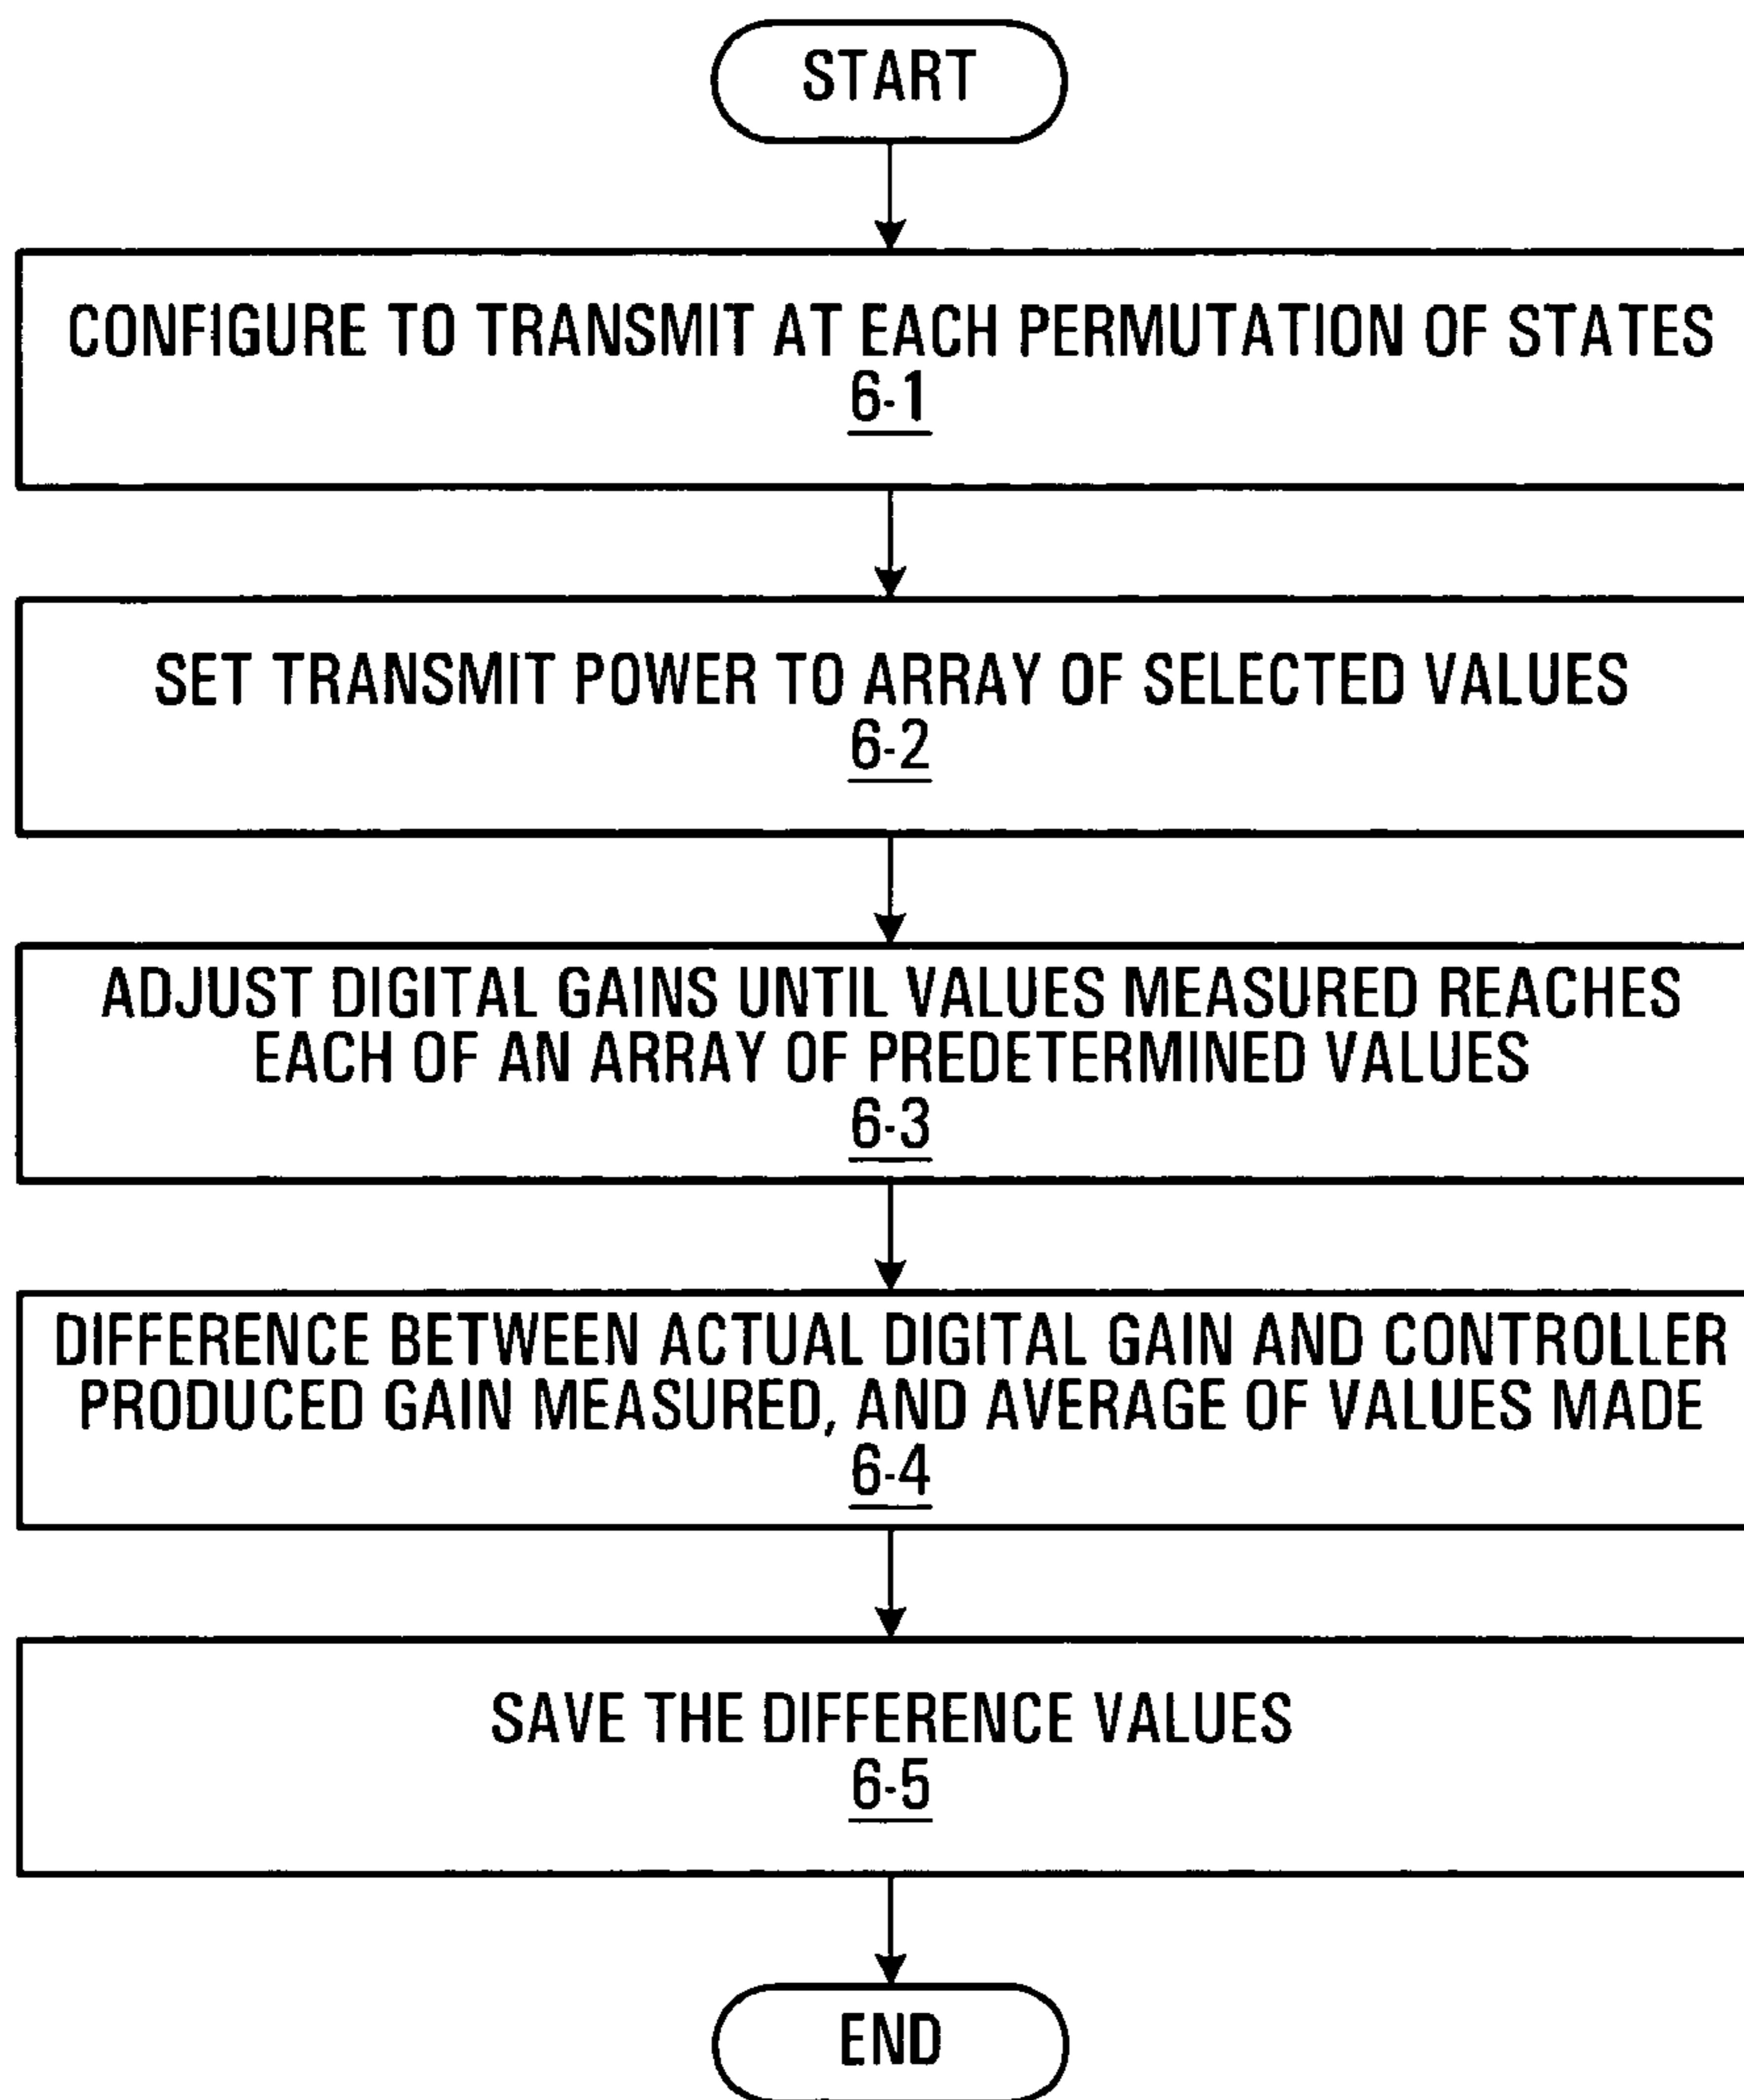 START
CONFIGURE TO TRANSMIT AT EACH PERMUTATION OF STATES
6-1
SET TRANSMIT POWER TO ARRAY OF SELECTED VALUES
6-2
ADJUST DIGITAL GAINS UNTIL VALUES MEASURED REACHES
EACH OF AN ARRAY OF PREDETERMINED VALUES
6-3
DIFFERENCE BETWEEN ACTUAL DIGITAL GAIN AND CONTROLLER
PRODUCED GAIN MEASURED, AND AVERAGE OF VALUES MADE
6-4
SAVE THE DIFFERENCE VALUES
6-5
END